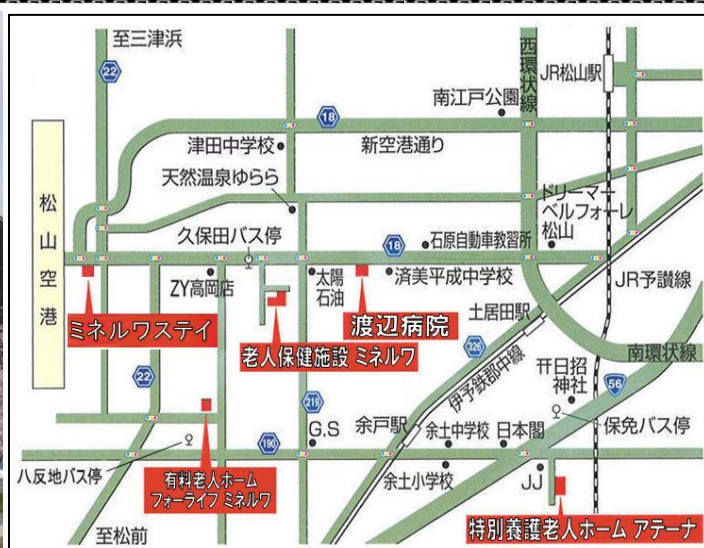 至三津浜
22
西環状線
JR松山駅
南江戸公園
18
津田中学校
新空港通り
天然温泉ゆらら
ドリーマー
ベルフォーレ
松山
松山空港
久保田バス停
18
石原自動車教習所
ZY高岡店
太陽
石油
済美平成中学校
JR予讃線
ミネルワステイ
老人保健施設 ミネルワ
渡辺病院
土居田駅
326
伊予鉄郡中線
南環状線
22
日招
神社
56
219
G.S
余戸駅
余土中学校
日本閣
保免バス停
190
八反地バス停
有料老人ホーム
フォーライフ ミネルワ
余土小学校
JJ
至松前
特別養護老人ホーム アテーナ